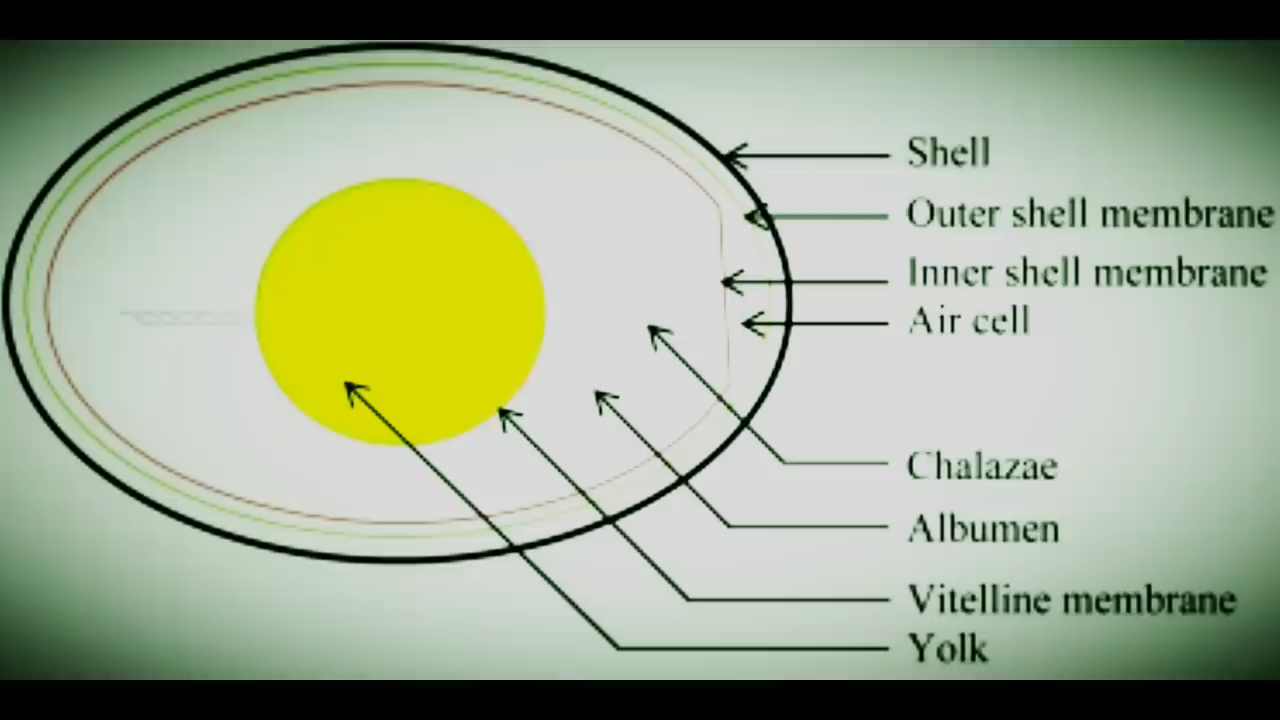 Shell
Outer shell membrane
Inner shell membrane
Air cell
Chalazae
Albumen
Vitelline membrane
Yolk